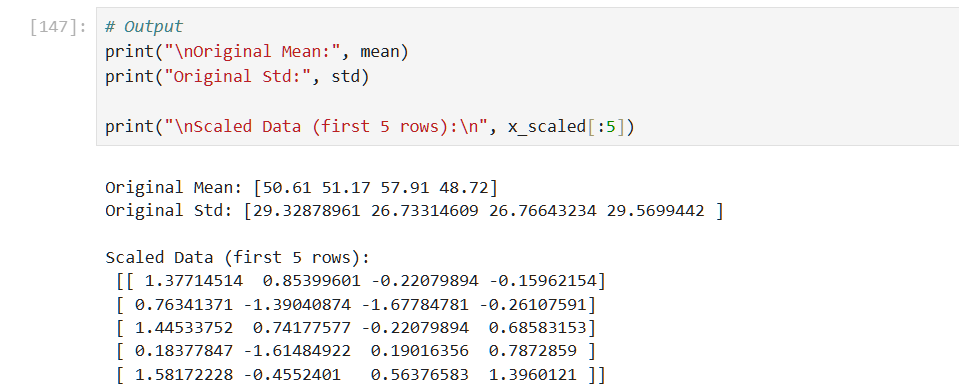 [147]: # Output
print("\nOriginal Mean:", mean)
print("Original Std:", std)
print("\nScaled Data (first 5 rows):\n", x_scaled[:5])
Original Mean: [50.61 51.17 57.91 48.72]
Original Std: [29.32878961 26.73314609 26.76643234 29.5699442 ]
Scaled Data (first 5 rows):
[[ 1.37714514  0.85399601 -0.22079894 -0.15962154]
[ 0.76341371 -1.39040874 -1.67784781 -0.26107591]
[ 1.44533752  0.74177577 -0.22079894  0.68583153]
[ 0.18377847 -1.61484922  0.19016356  0.7872859 ]
[ 1.58172228 -0.4552401   0.56376583  1.3960121 ]]